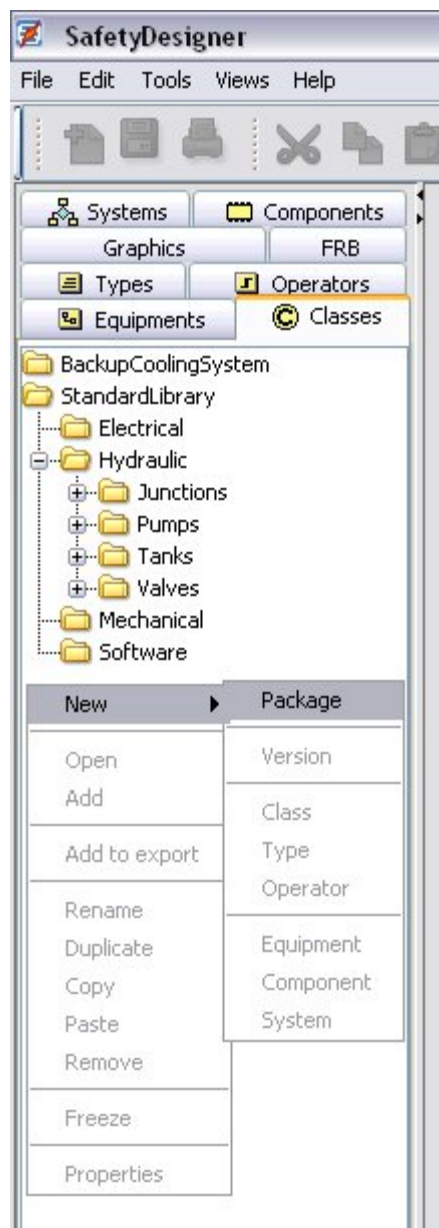 SafetyDesigner
File Edit Tools Views Help
Systems Components
Graphics FRB
Types Operators
Equipments Classes
BackupCoolingSystem
StandardLibrary
Electrical
Hydraulic
Junctions
Pumps
Tanks
Valves
Mechanical
Software
New Package
Open Version
Add Class
Add to export Type
Operator
Rename Equipment
Duplicate Component
Copy System
Paste
Remove
Freeze
Properties